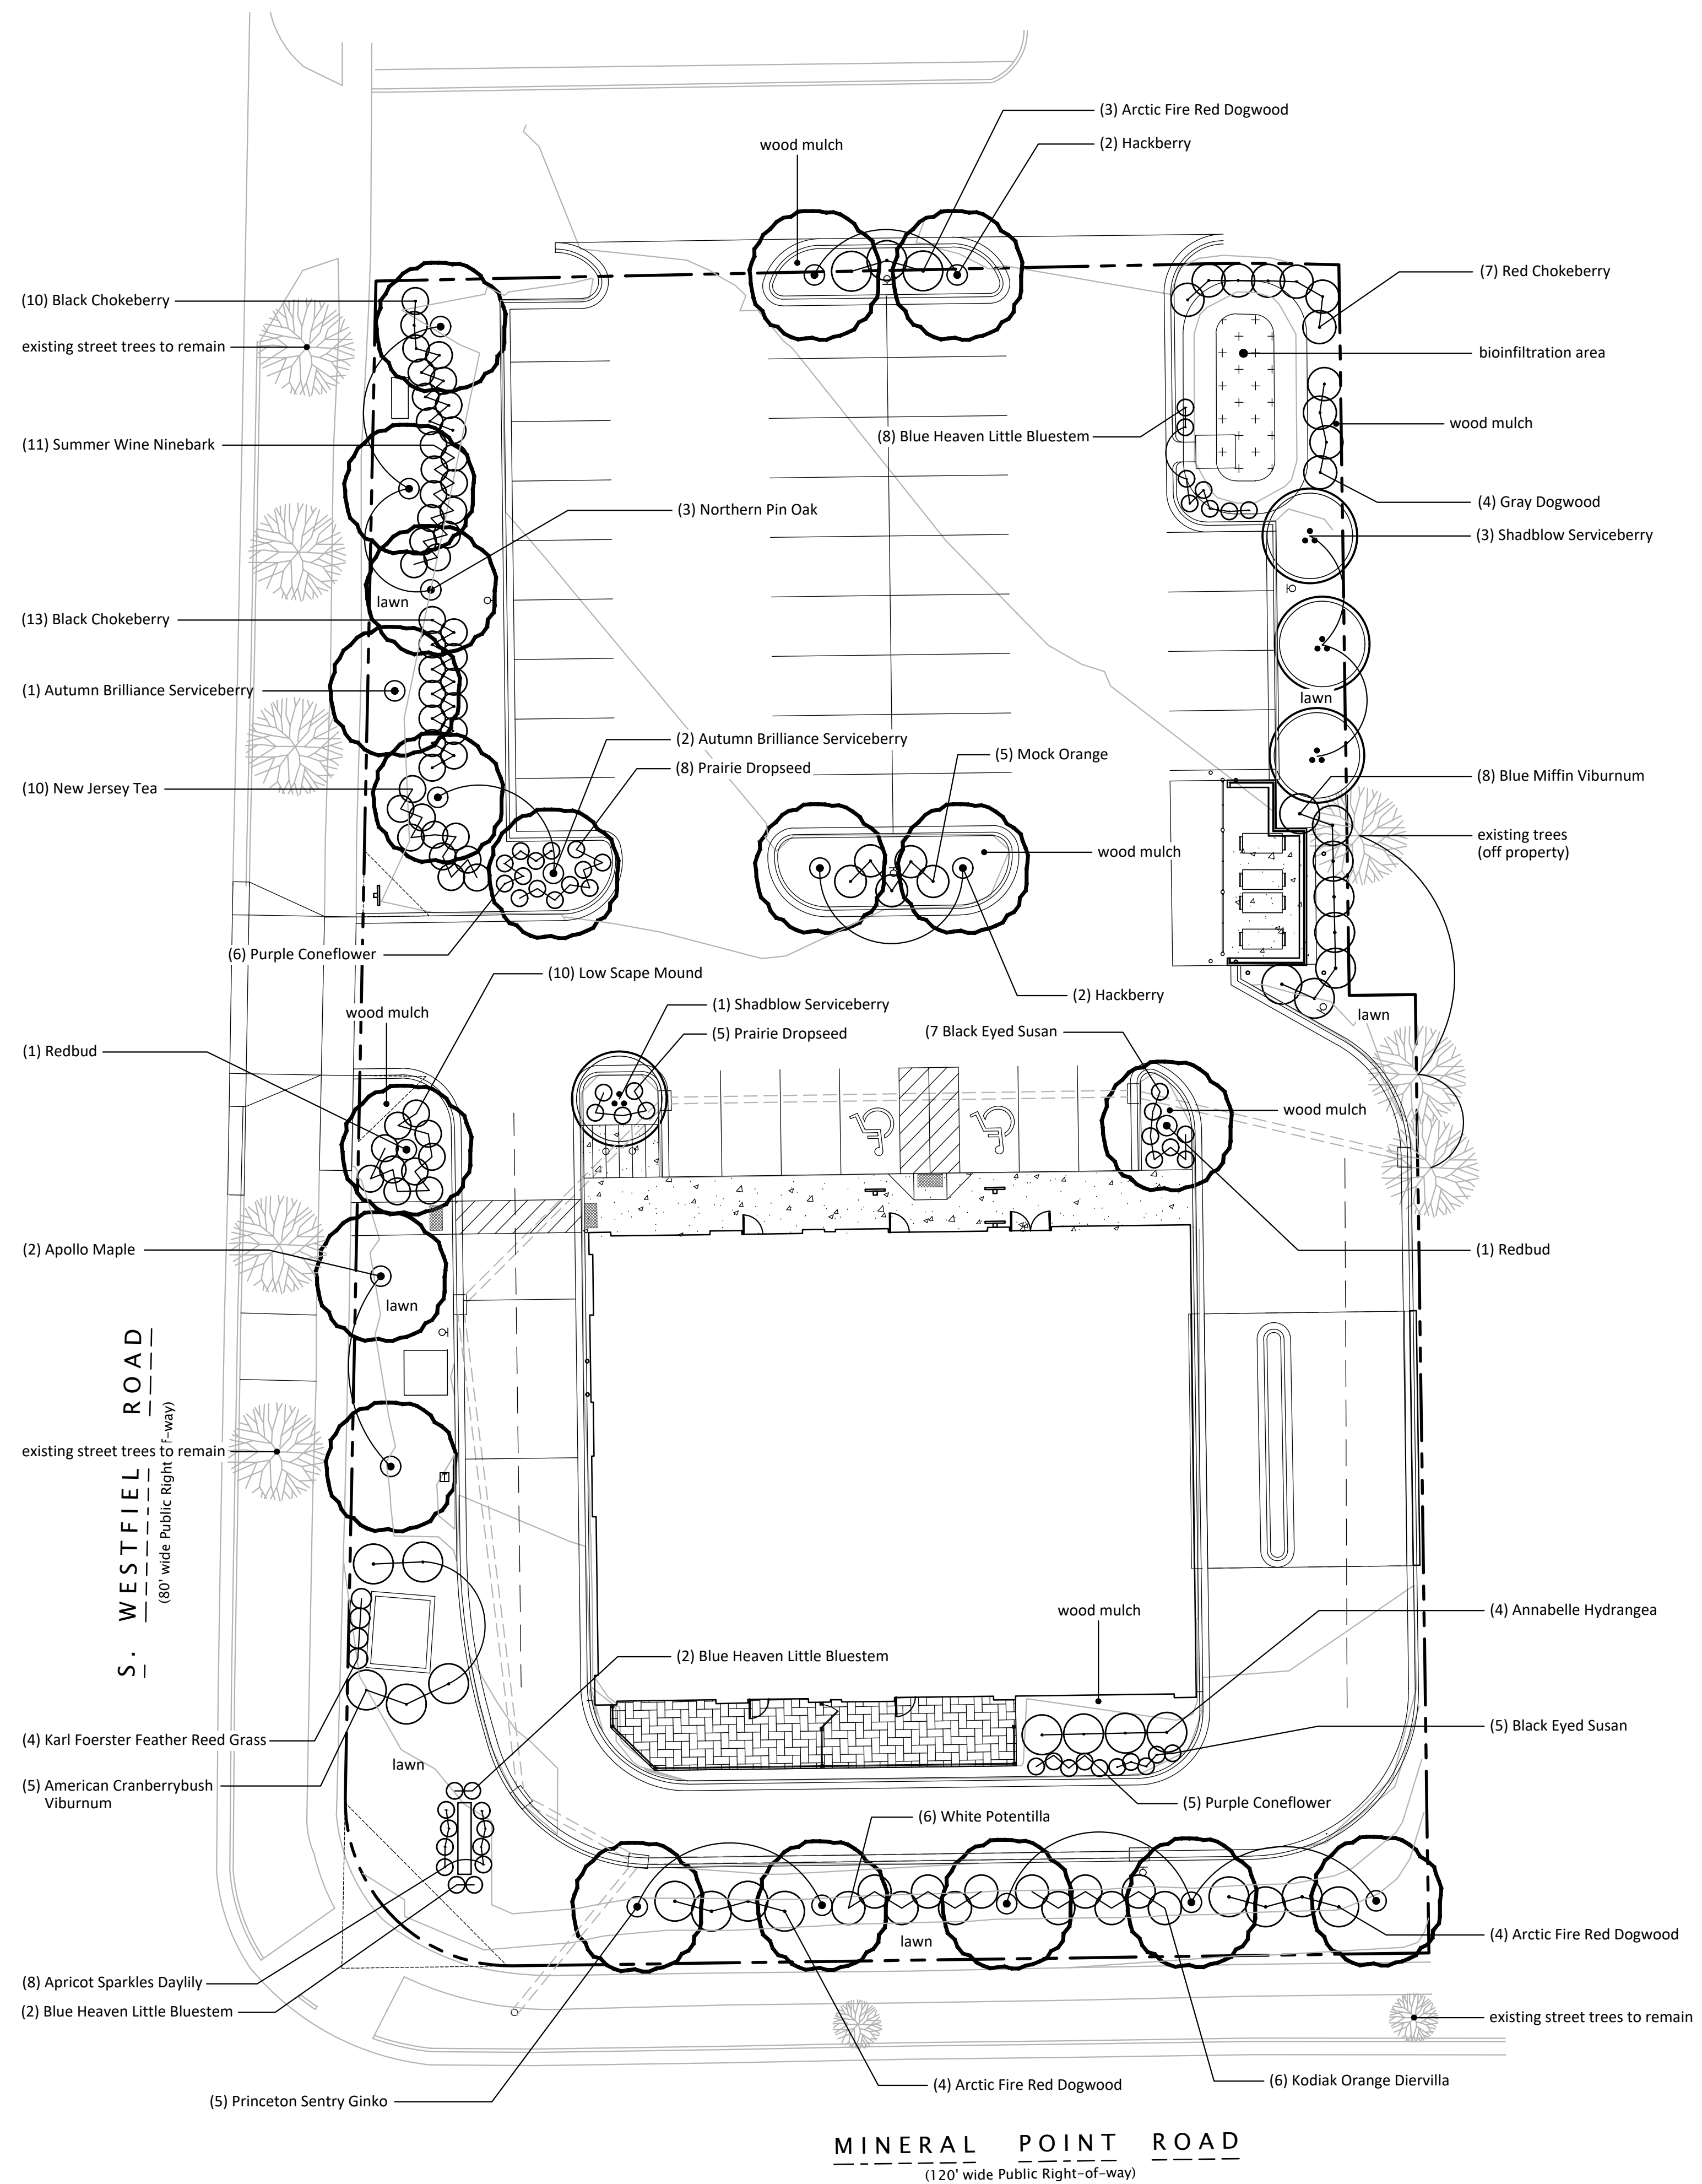 (3) Arctic Fire Red Dogwood
wood mulch
(2) Hackberry
(7) Red Chokeberry
(10) Black Chokeberry
existing street trees to remain
bioinfiltration area
wood mulch
(8) Blue Heaven Little Bluestem
(11) Summer Wine Ninebark
(4) Gray Dogwood
(3) Northern Pin Oak
(3) Shadblow Serviceberry
lawn
(13) Black Chokeberry
(1) Autumn Brilliance Serviceberry
lawn
(2) Autumn Brilliance Serviceberry
(5) Mock Orange
(8) Prairie Dropseed
(8) Blue Miffin Viburnum
(10) New Jersey Tea
existing trees
(off property)
wood mulch
(6) Purple Coneflower
(10) Low Scape Mound
(2) Hackberry
(1) Shadblow Serviceberry
wood mulch
lawn
(5) Prairie Dropseed
(7 Black Eyed Susan
(1) Redbud
wood mulch
(2) Apollo Maple
(1) Redbud
lawn
S. WESTFIEL ROAD
(80' wide Public Right f-way)
existing street trees to remain
wood mulch
(4) Annabelle Hydrangea
(2) Blue Heaven Little Bluestem
(4) Karl Foerster Feather Reed Grass
(5) Black Eyed Susan
lawn
(5) American Cranberrybush
Viburnum
(5) Purple Coneflower
(6) White Potentilla
lawn
(4) Arctic Fire Red Dogwood
(8) Apricot Sparkles Daylily
(2) Blue Heaven Little Bluestem
existing street trees to remain
(5) Princeton Sentry Ginko
(4) Arctic Fire Red Dogwood
(6) Kodiak Orange Diervilla
MINERAL POINT ROAD
(120' wide Public Right-of-way)